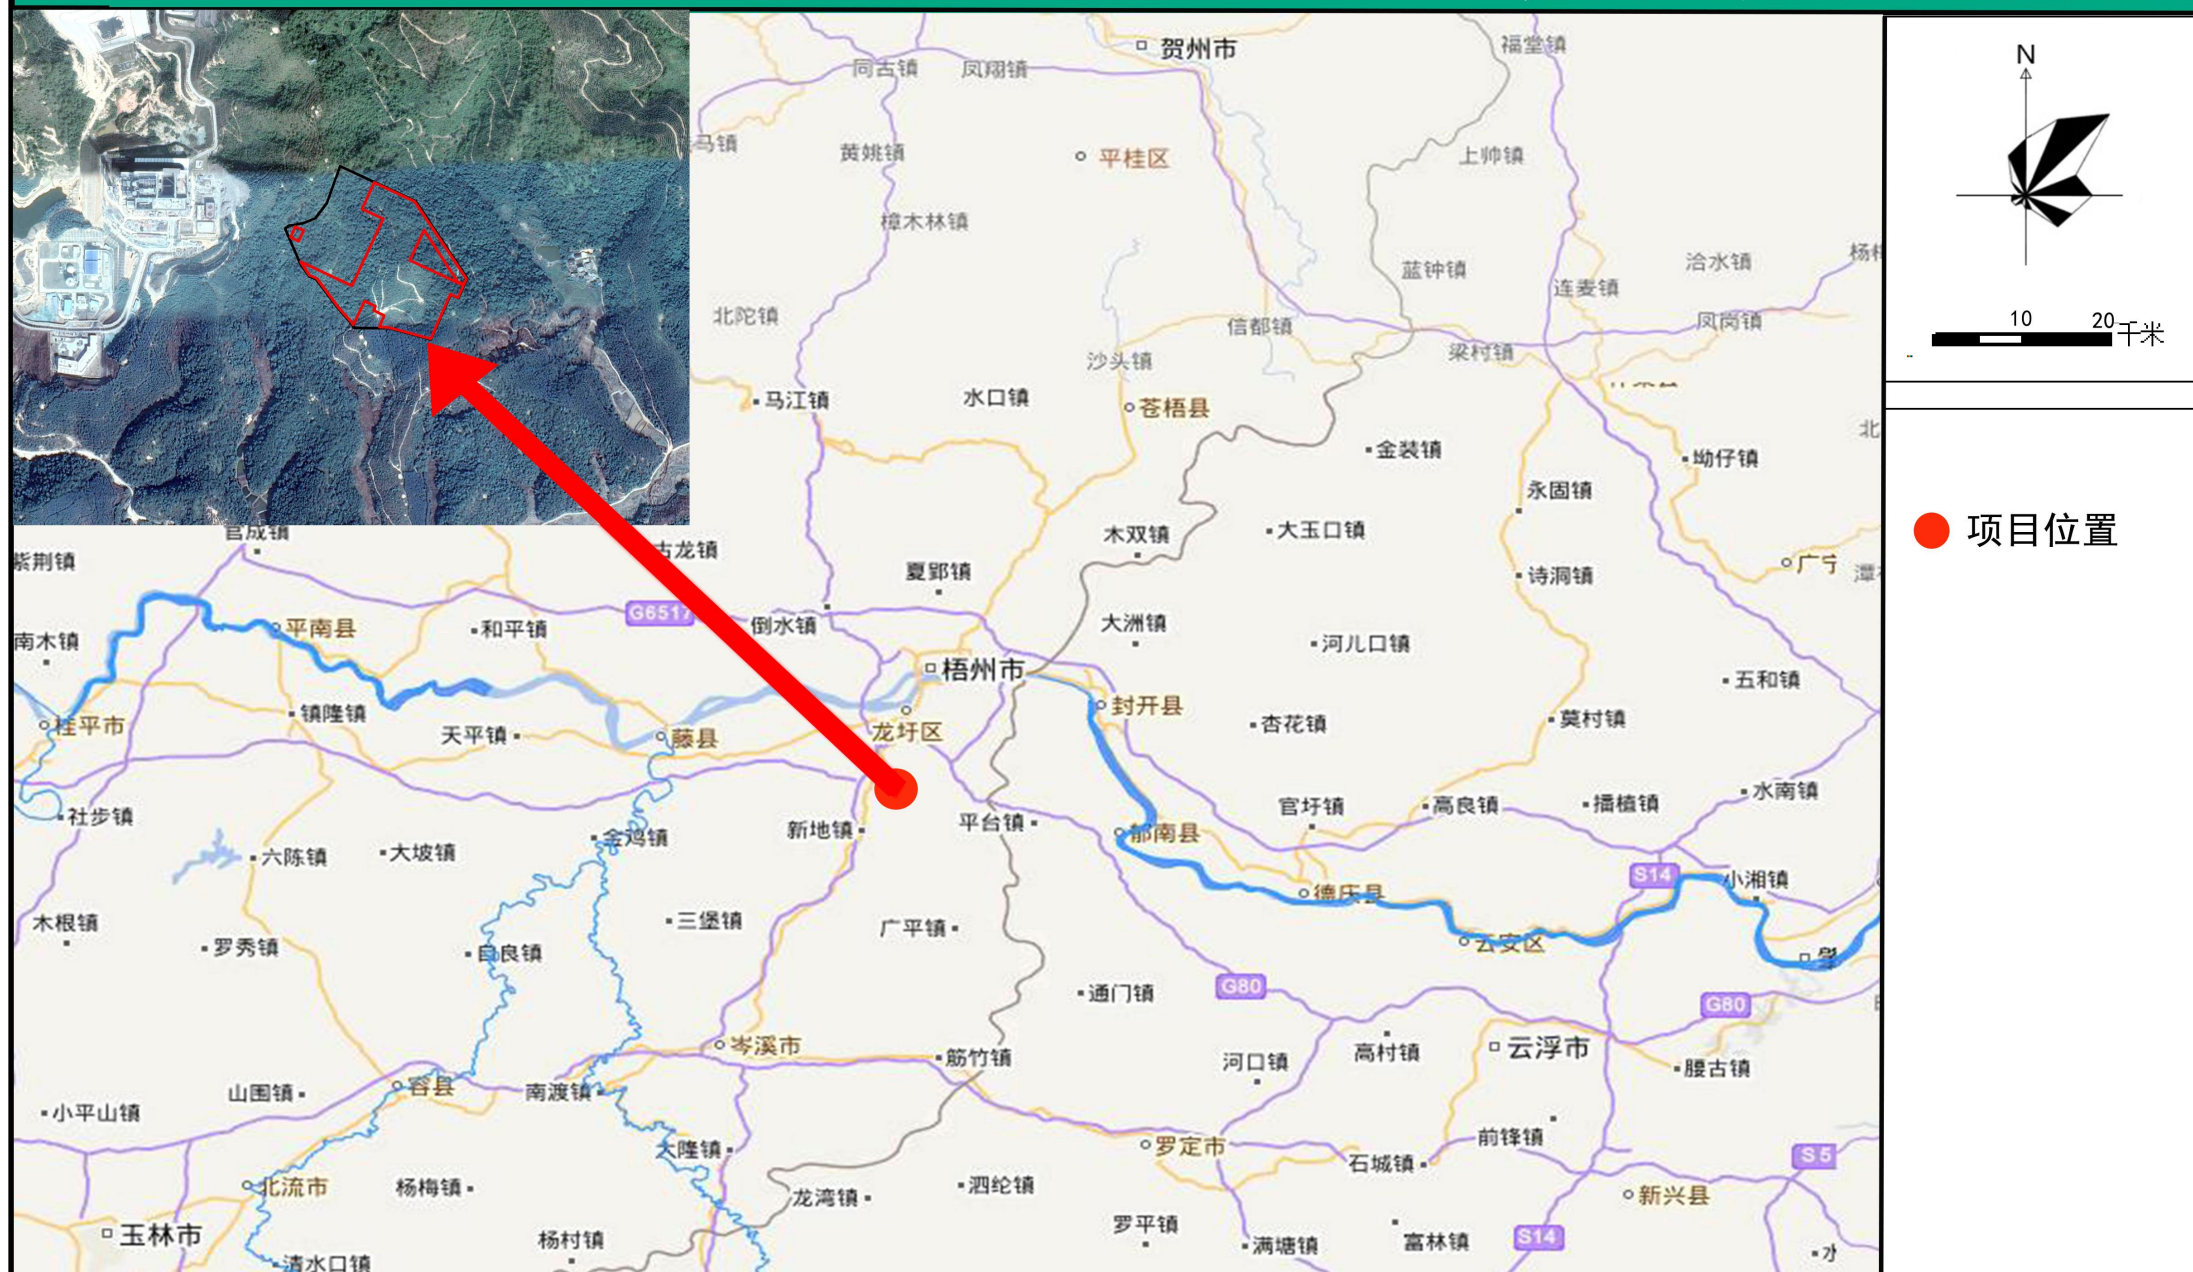 贺州市
福堂镇
N
同古镇
凤翔镇
马镇
黄姚镇
平桂区
上帅镇
樟木林镇
洽水镇
蓝钟镇
连麦镇
北陀镇
信都镇
凤岗镇
10
20
千米
沙头镇
梁村镇
马江镇
水口镇
苍梧县
北
金装镇
坳仔镇
永固镇
官成镇
木双镇
大玉口镇
项目位置
紫荆镇
古龙镇
夏郢镇
诗洞镇
广宁
潭
G6517
南木镇
平南县
和平镇
倒水镇
大洲镇
河儿口镇
梧州市
五和镇
桂平市
镇隆镇
天平镇
藤县
龙圩区
封开县
杏花镇
莫村镇
社步镇
新地镇
平台镇
郁南县
官圩镇
高良镇
播植镇
水南镇
六陈镇
大坡镇
金鸡镇
S14
小湘镇
德庆县
木根镇
罗秀镇
自良镇
三堡镇
广平镇
云安区
通门镇
G80
G80
岑溪市
筋竹镇
河口镇
高村镇
云浮市
腰古镇
小平山镇
山围镇
容县
南渡镇
大隆镇
罗定市
前锋镇
石城镇
S5
北流市
杨梅镇
龙湾镇
泗纶镇
新兴县
玉林市
清水口镇
杨村镇
罗平镇
满塘镇
富林镇
S14